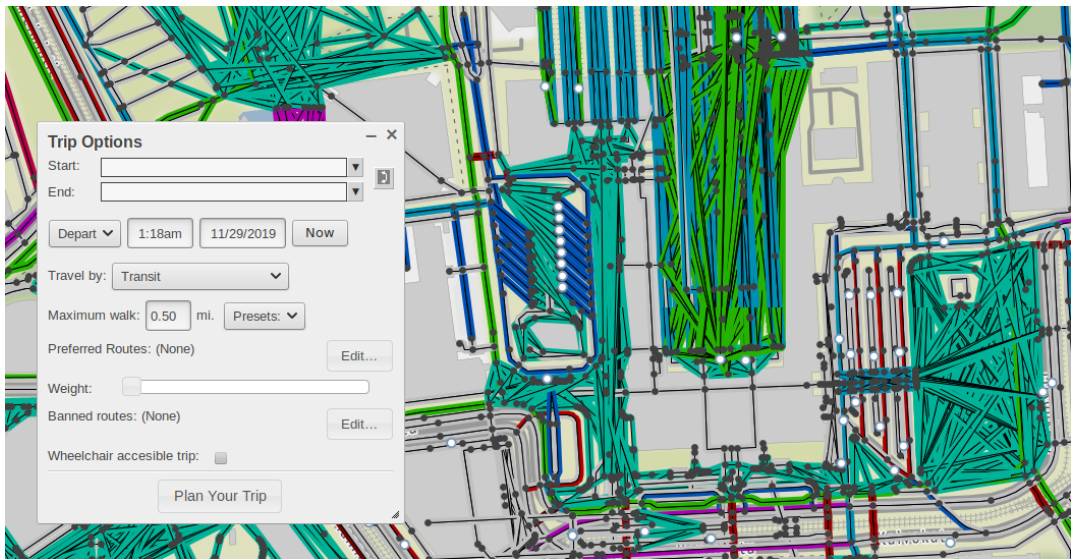 Trip Options
Start:
End:
Depart 1:18am 11/29/2019 Now
Travel by: Transit
Maximum walk: 0.50 mi. Presets:
Preferred Routes: (None)
Edit...
Weight:
Banned routes: (None)
Edit...
Wheelchair accesible trip:
Plan Your Trip